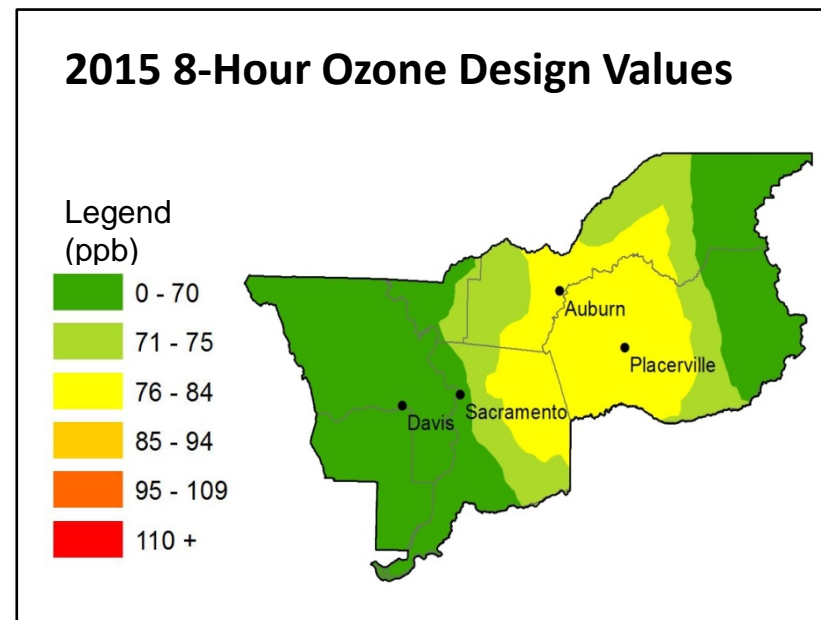 2015 8-Hour Ozone Design Values
Legend
(ppb)
0 - 70
71 - 75
76 - 84
85 - 94
95 - 109
110 +
Auburn
Placerville
Sacramento
Davis